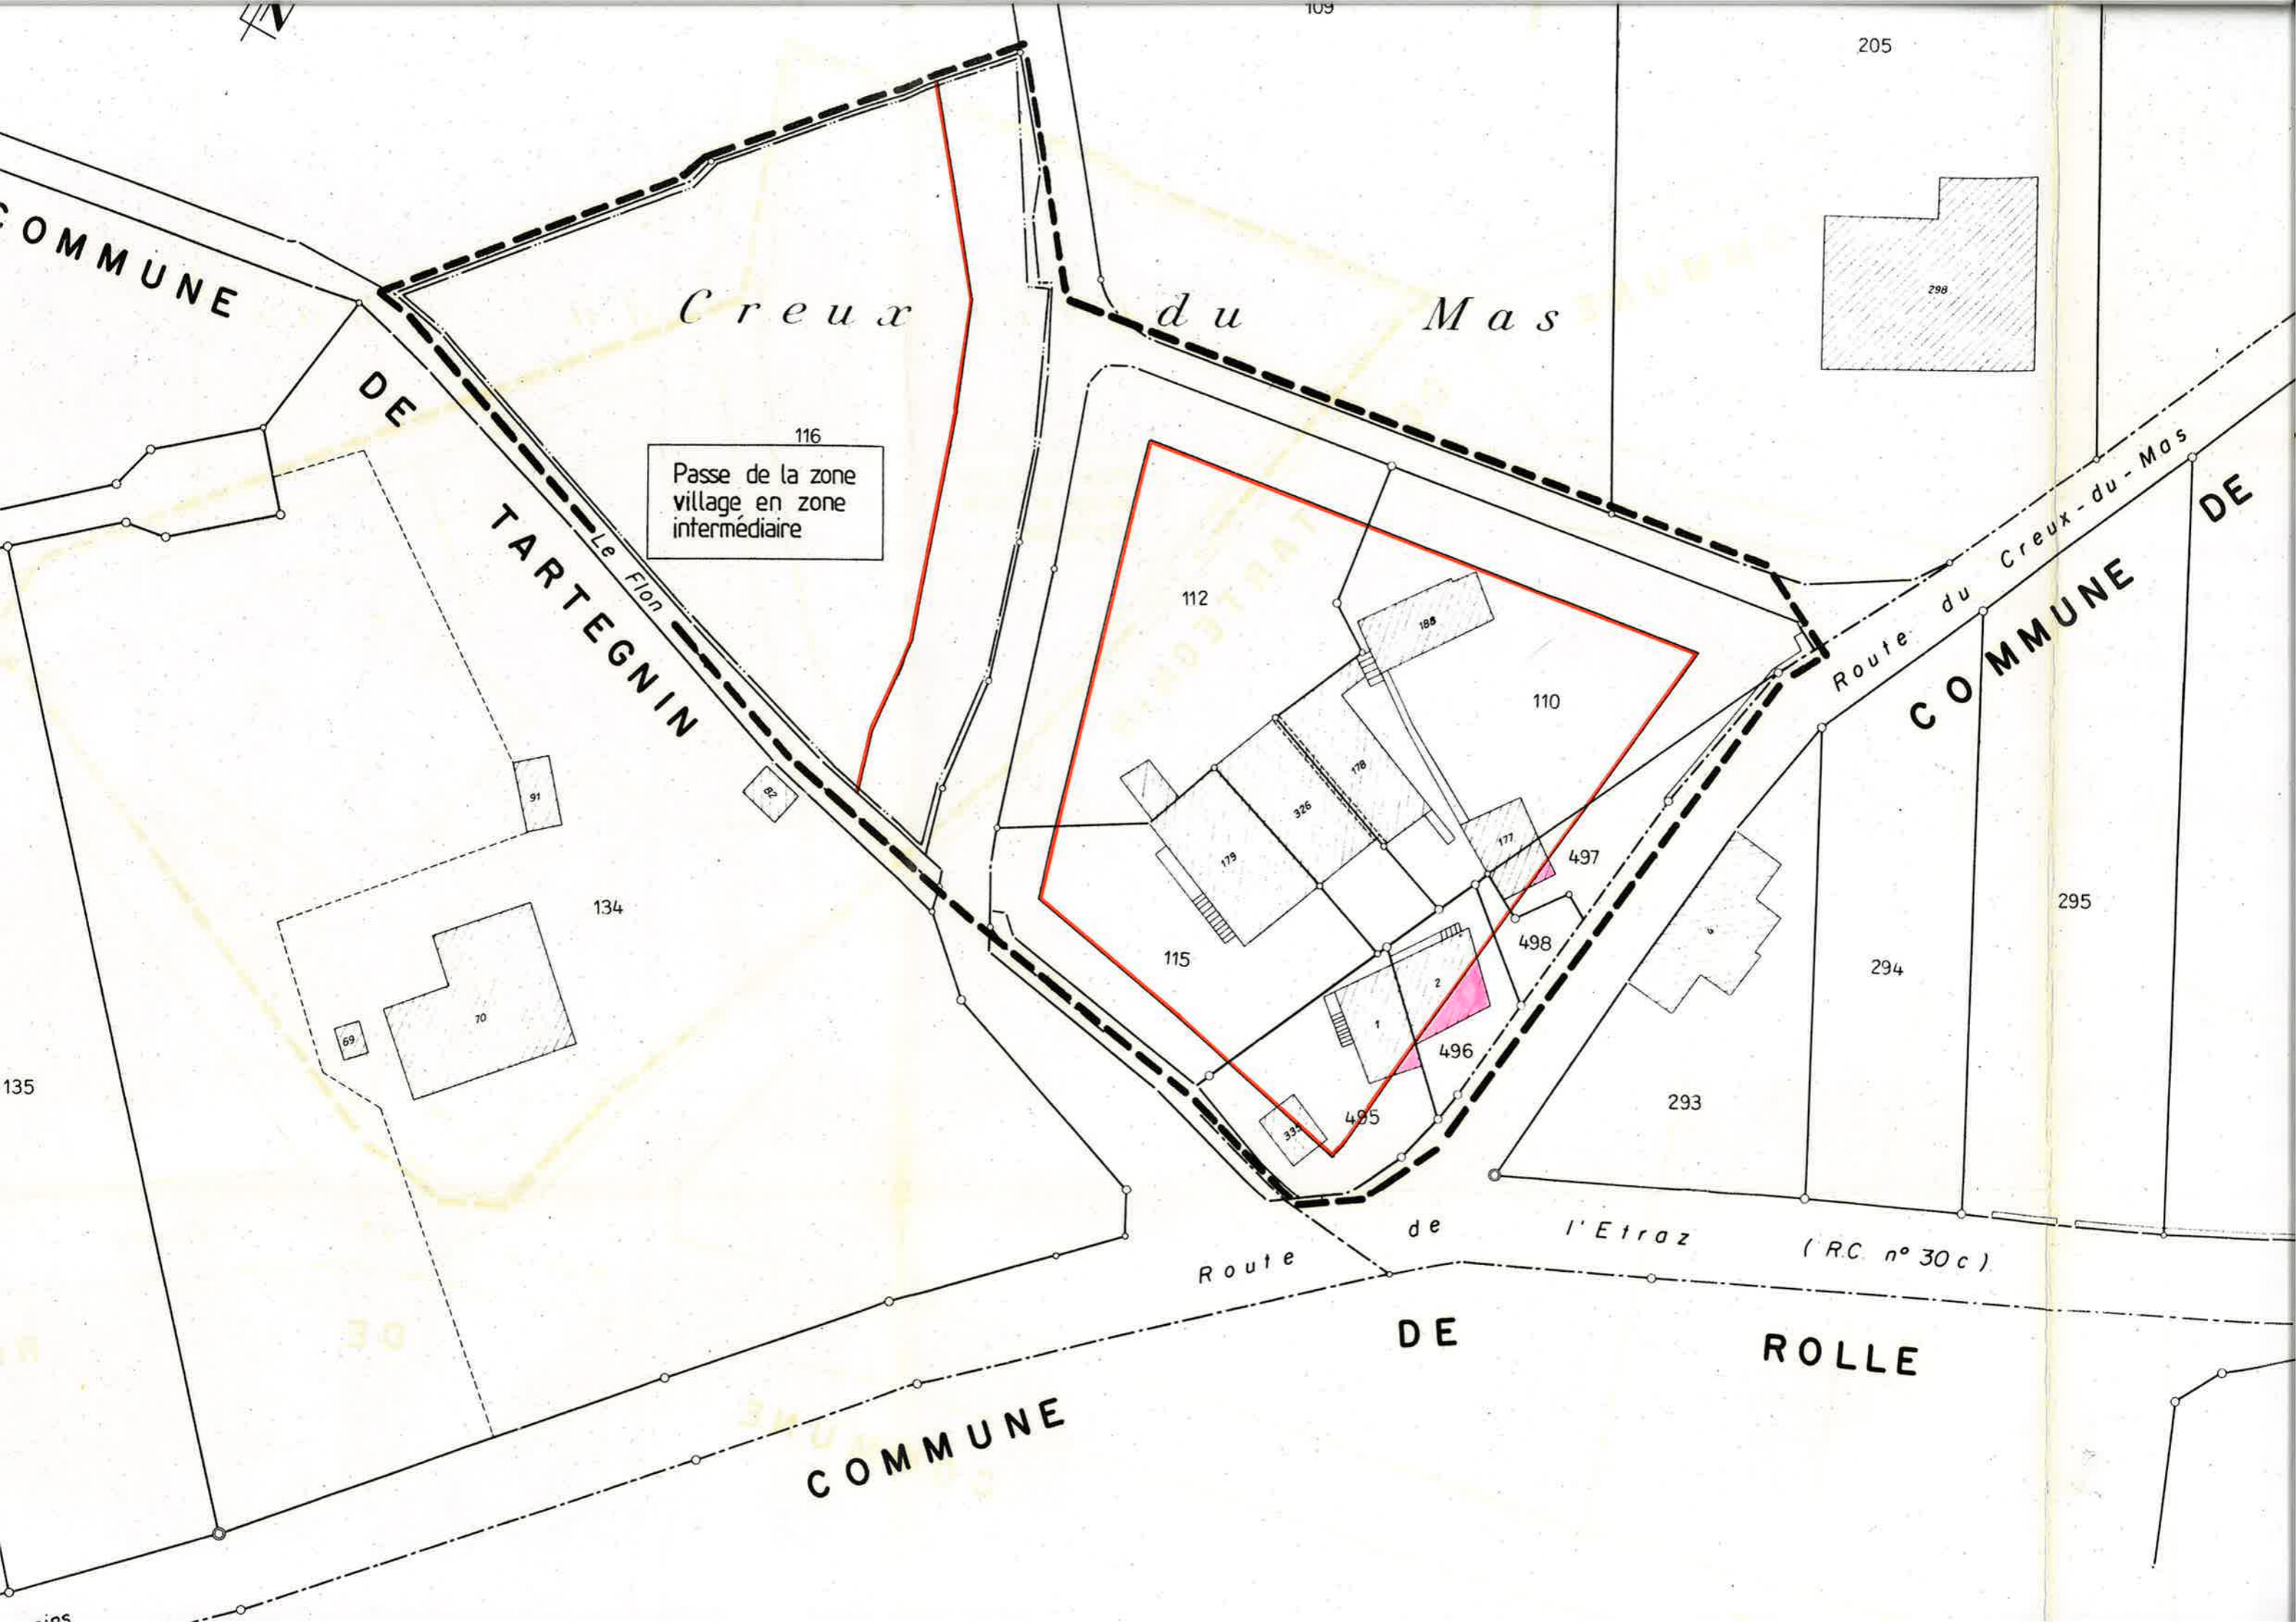 N
109
205
COMMUNE
DE
TARTEGNIN
298
Creux du Mas
116
Passe de la zone
village en zone
intermédiaire
Le Flon
Route du Creux-du-Mas
COMMUNE DE
112
188
110
178
326
179
177
497
91
82
134
115
498
2
1
496
495
335
70
69
135
293
294
295
Route de l'Etraz (R.C. nº 30c)
COMMUNE DE ROLLE